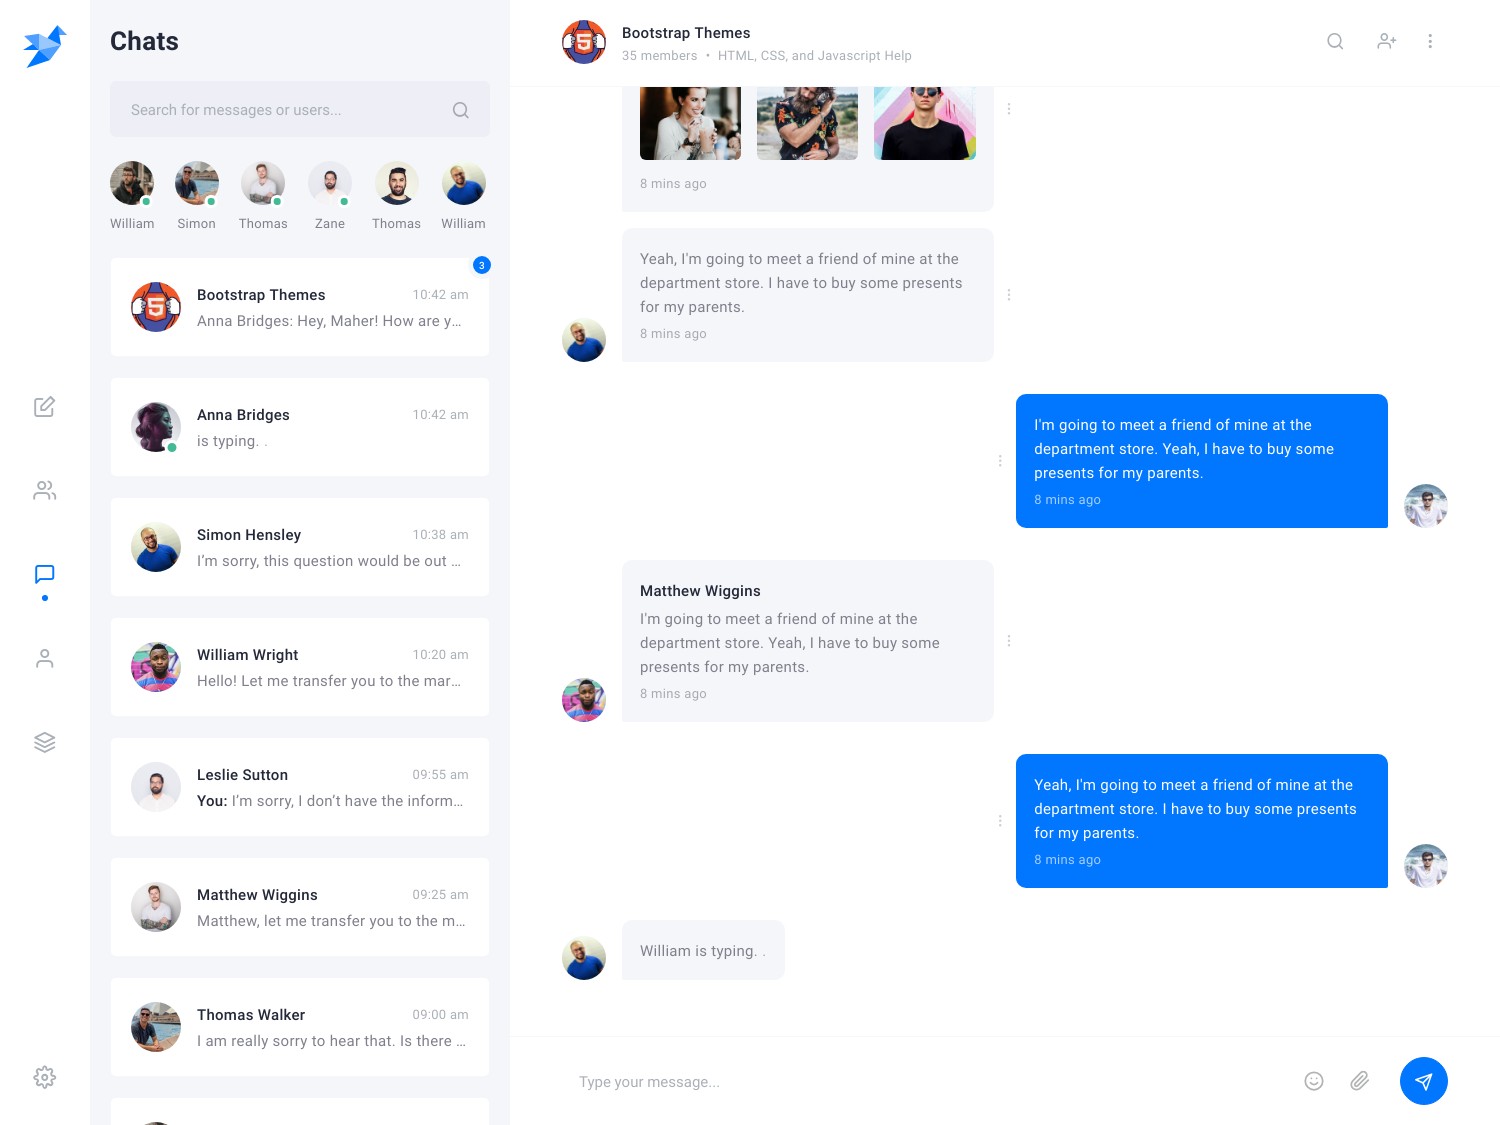 Chats
Search for messages or users...
William
Simon
Thomas
Zane
Thomas
William
3
Bootstrap Themes
10:42 am
Anna Bridges: Hey, Maher! How are y...
Anna Bridges
10:42 am
is typing. .
Simon Hensley
10:38 am
I’m sorry, this question would be out ...
William Wright
10:20 am
Hello! Let me transfer you to the mar...
Leslie Sutton
09:55 am
You: I’m sorry, I don’t have the inform...
Matthew Wiggins
09:25 am
Matthew, let me transfer you to the m...
Thomas Walker
09:00 am
I am really sorry to hear that. Is there ...
Bootstrap Themes
35 members • HTML, CSS, and Javascript Help
8 mins ago
Yeah, I'm going to meet a friend of mine at the
department store. I have to buy some presents
for my parents.
8 mins ago
I'm going to meet a friend of mine at the
department store. Yeah, I have to buy some
presents for my parents.
8 mins ago
Matthew Wiggins
I'm going to meet a friend of mine at the
department store. Yeah, I have to buy some
presents for my parents.
8 mins ago
Yeah, I'm going to meet a friend of mine at the
department store. I have to buy some presents
for my parents.
8 mins ago
William is typing. .
Type your message...